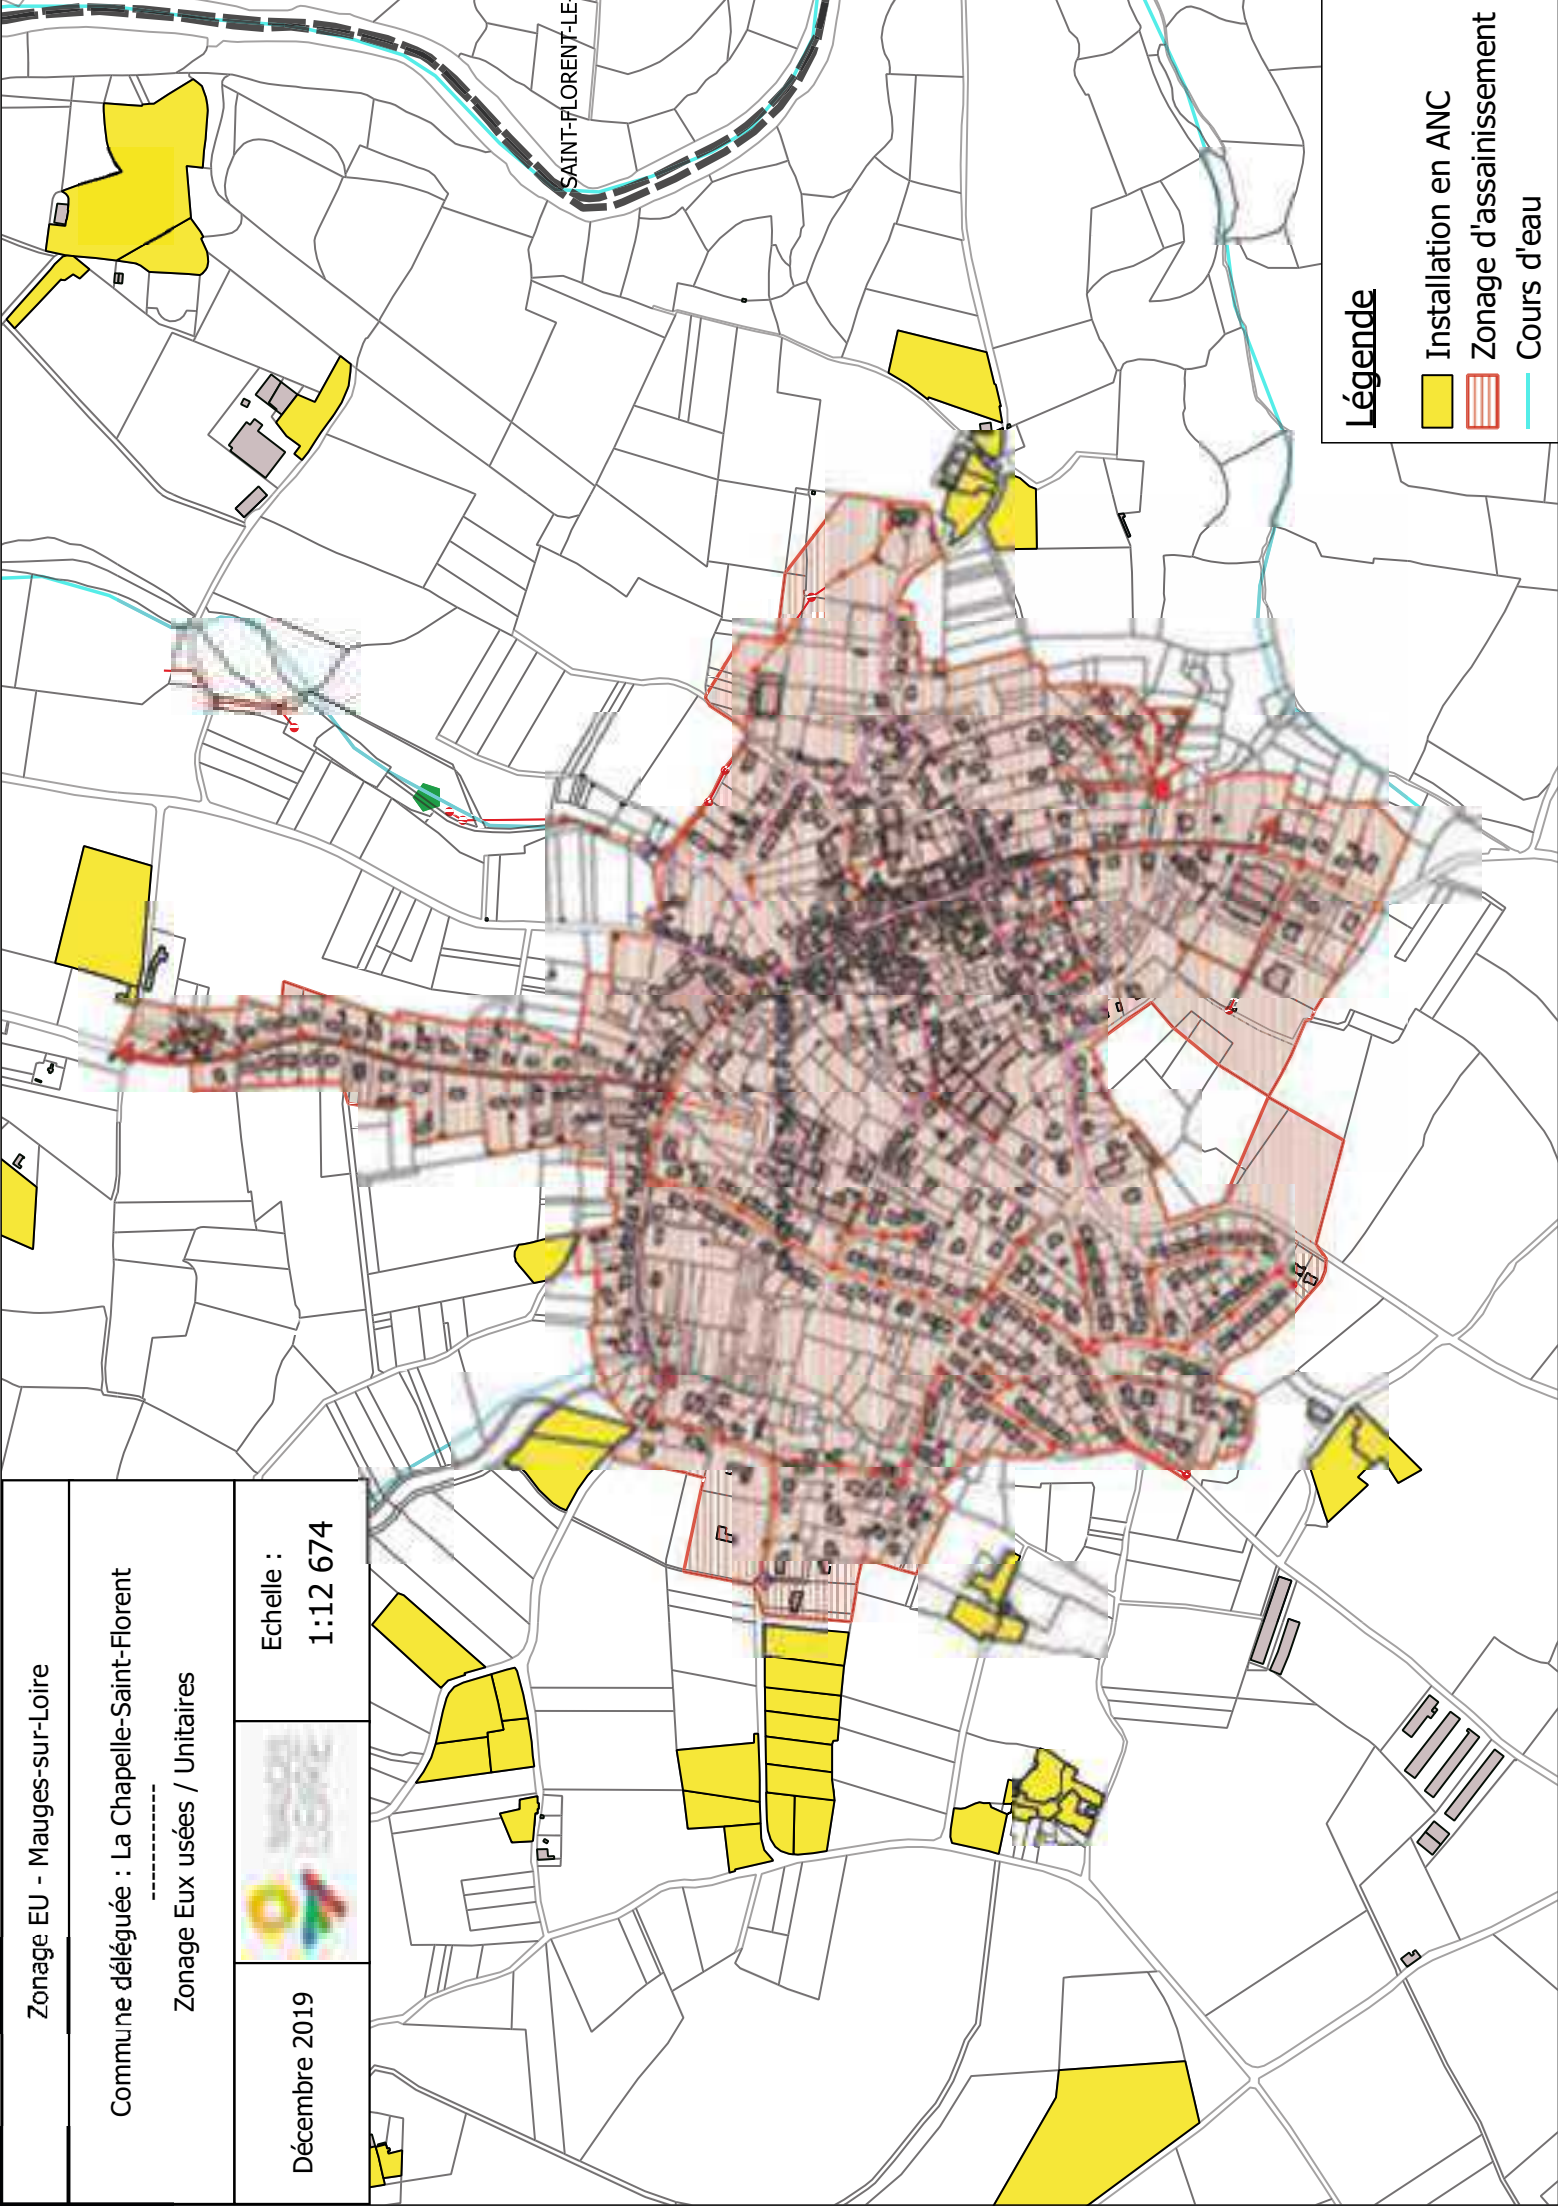 Zonage EU - Mauges-sur-Loire
Commune déléguée : La Chapelle-Saint-Florent
-----------
Zonage Eux usées / Unitaires
Décembre 2019
Echelle :
1:12 674
SAINT-FLORENT-LE-
Légende
Installation en ANC
Zonage d'assainissement
Cours d'eau